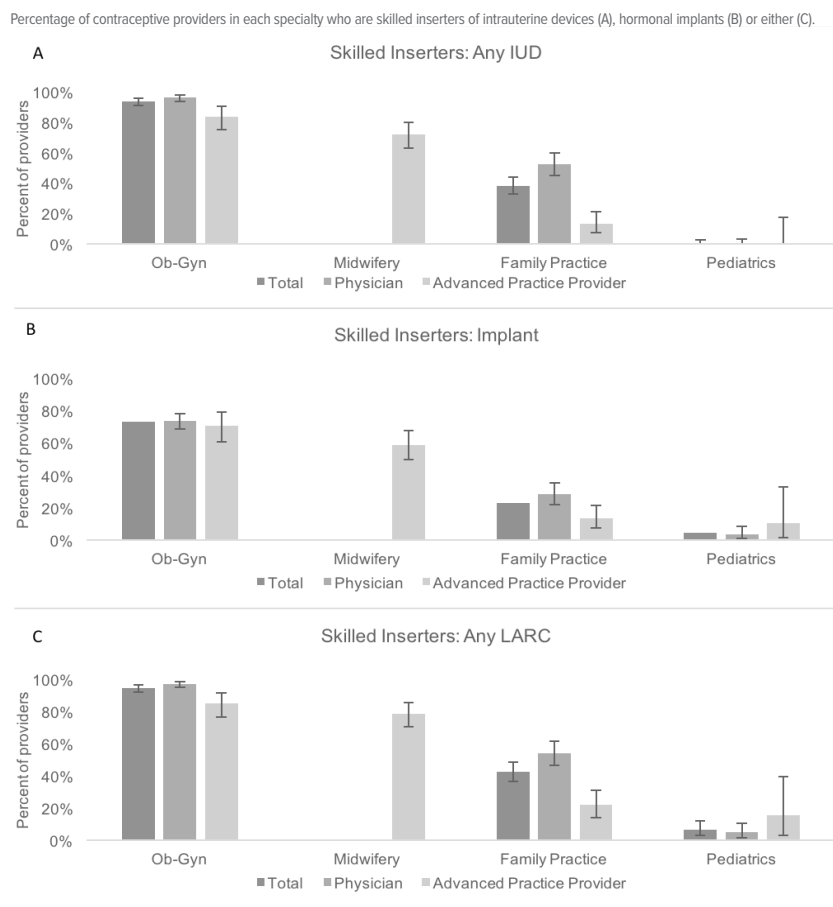 Percentage of contraceptive providers in each specialty who are skilled inserters of intrauterine devices (A), hormonal implants (B) or either (C).
A
Skilled Inserters: Any IUD
Percent of providers
100%
80%
60%
40%
20%
0%
Ob-Gyn Midwifery Family Practice Pediatrics
Total Physician Advanced Practice Provider
B
Skilled Inserters: Implant
Percent of providers
100%
80%
60%
40%
20%
0%
Ob-Gyn Midwifery Family Practice Pediatrics
Total Physician Advanced Practice Provider
C
Skilled Inserters: Any LARC
Percent of providers
100%
80%
60%
40%
20%
0%
Ob-Gyn Midwifery Family Practice Pediatrics
Total Physician Advanced Practice Provider